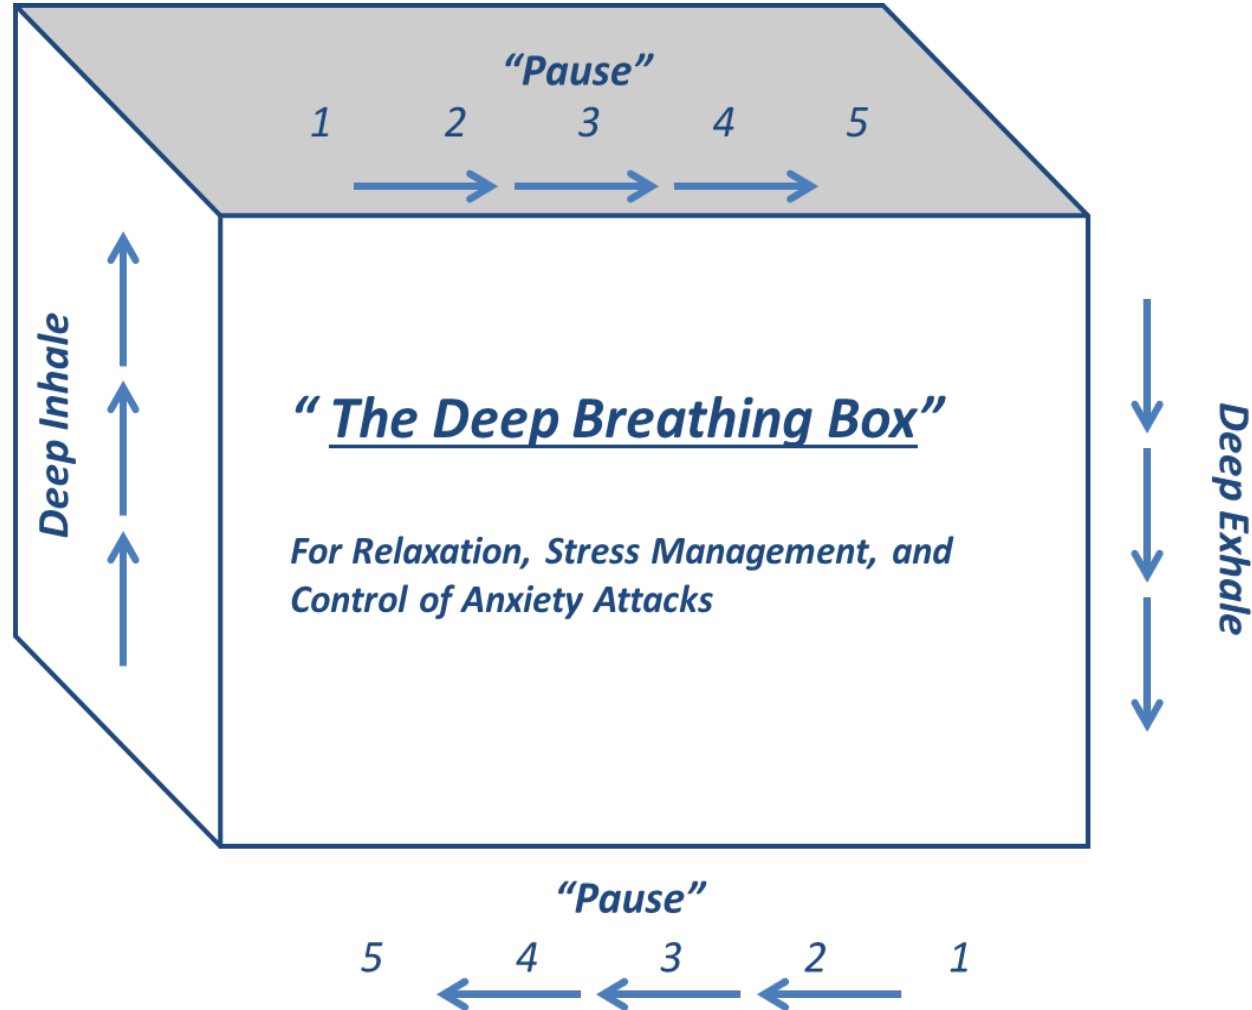 “Pause”
1 2 3 4 5
Deep Inhale
“ The Deep Breathing Box”
For Relaxation, Stress Management, and
Control of Anxiety Attacks
Deep Exhale
“Pause”
5 4 3 2 1